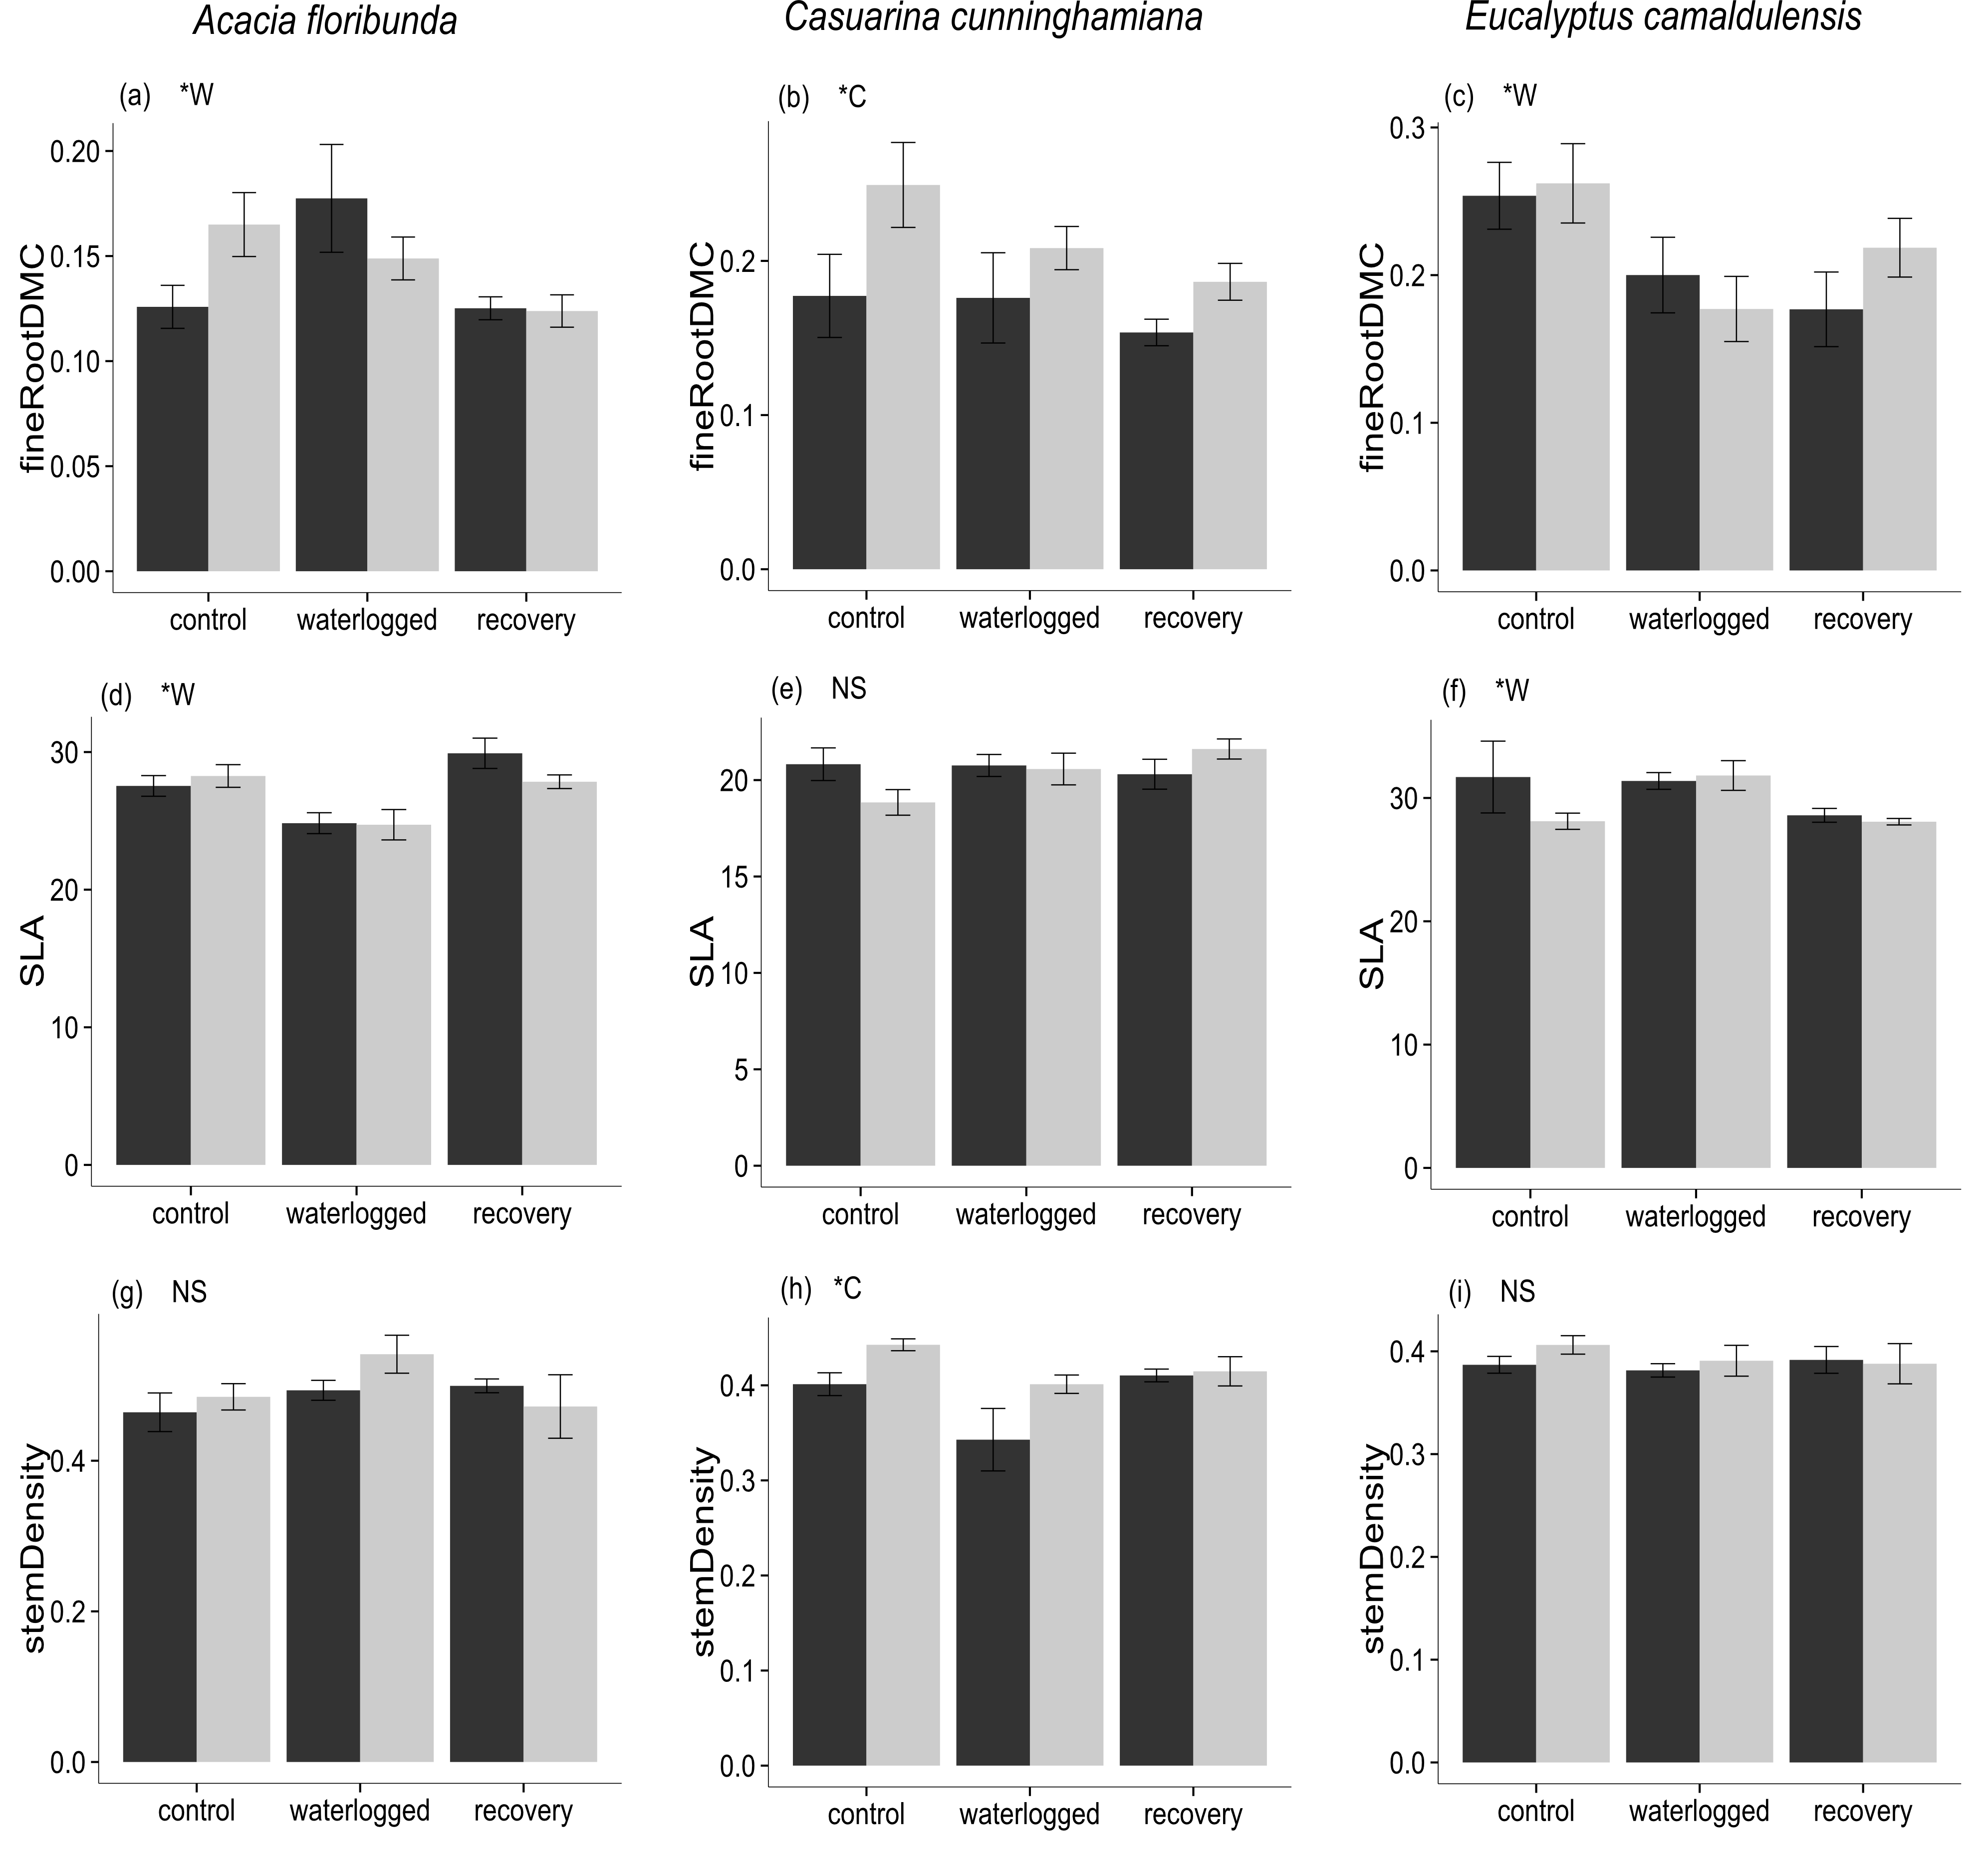 Acacia floribunda
Casuarina cunninghamiana
Eucalyptus camaldulensis
(a) *W
fineRootDMC
0.20
0.15
0.10
0.05
0.00
control waterlogged recovery
(b) *C
fineRootDMC
0.2
0.1
0.0
control waterlogged recovery
(c) *W
fineRootDMC
0.3
0.2
0.1
0.0
control waterlogged recovery
(d) *W
SLA
30
20
10
0
control waterlogged recovery
(e) NS
SLA
20
15
10
5
0
control waterlogged recovery
(f) *W
SLA
30
20
10
0
control waterlogged recovery
(g) NS
stemDensity
0.4
0.2
0.0
control waterlogged recovery
(h) *C
stemDensity
0.4
0.3
0.2
0.1
0.0
control waterlogged recovery
(i) NS
stemDensity
0.4
0.3
0.2
0.1
0.0
control waterlogged recovery